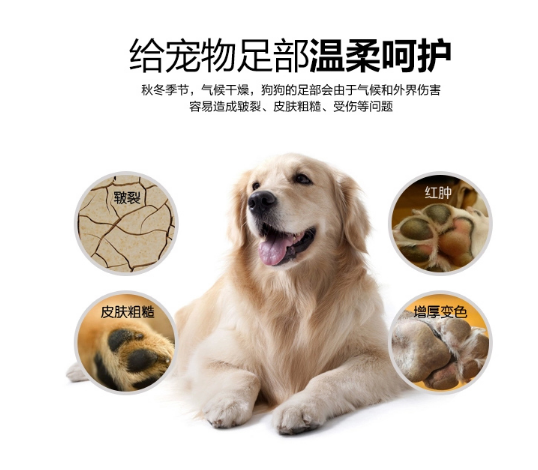 给宠物足部温柔呵护
秋冬季节，气候干燥，狗狗的足部会由于气候和外界伤害
容易造成皲裂、皮肤粗糙、受伤等问题
皲裂
红肿
皮肤粗糙
增厚变色